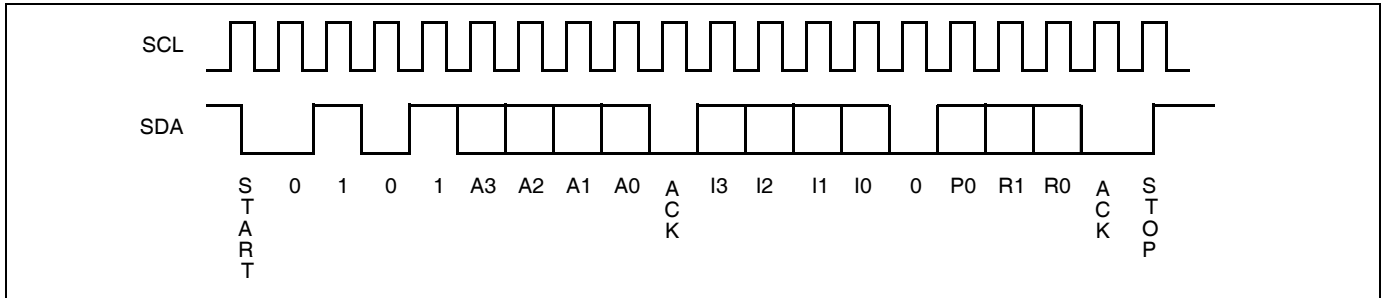 SCL
SDA
START 0 1 0 1 A3 A2 A1 A0 ACK I3 I2 I1 I0 0 P0 R1 R0 ACK STOP